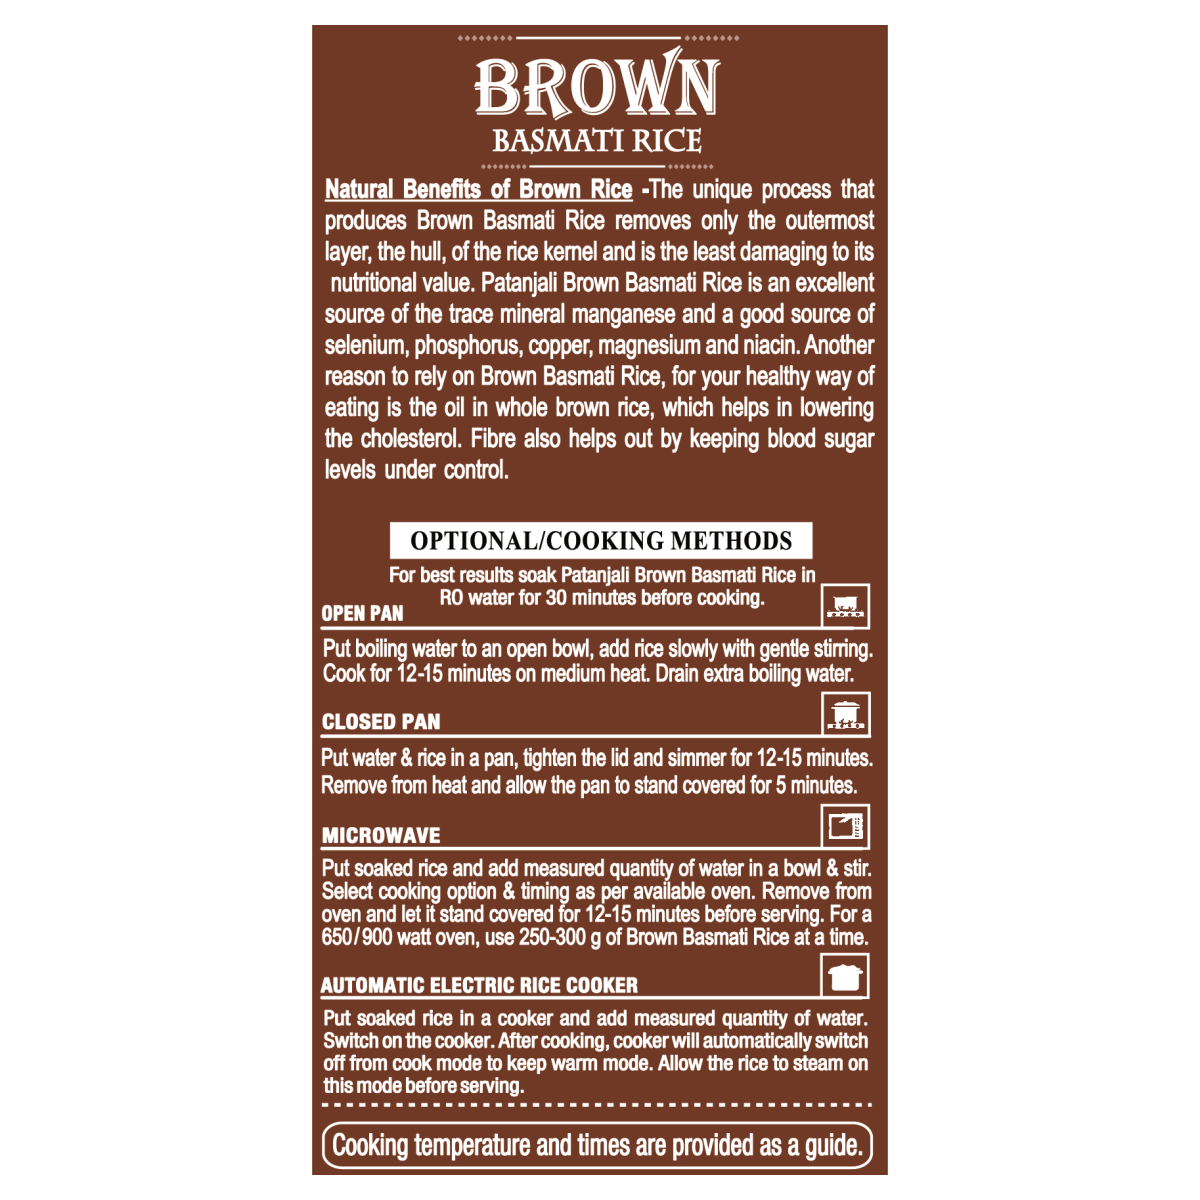 BROWN
BASMATI RICE
Natural Benefits of Brown Rice -The unique process that
produces Brown Basmati Rice removes only the outermost
layer, the hull, of the rice kernel and is the least damaging to its
nutritional value. Patanjali Brown Basmati Rice is an excellent
source of the trace mineral manganese and a good source of
selenium, phosphorus, copper, magnesium and niacin. Another
reason to rely on Brown Basmati Rice, for your healthy way of
eating is the oil in whole brown rice, which helps in lowering
the cholesterol. Fibre also helps out by keeping blood sugar
levels under control.
OPTIONAL/COOKING METHODS
For best results soak Patanjali Brown Basmati Rice in
RO water for 30 minutes before cooking.
OPEN PAN
Put boiling water to an open bowl, add rice slowly with gentle stirring.
Cook for 12-15 minutes on medium heat. Drain extra boiling water.
CLOSED PAN
Put water & rice in a pan, tighten the lid and simmer for 12-15 minutes.
Remove from heat and allow the pan to stand covered for 5 minutes.
MICROWAVE
Put soaked rice and add measured quantity of water in a bowl & stir.
Select cooking option & timing as per available oven. Remove from
oven and let it stand covered for 12-15 minutes before serving. For a
650/900 watt oven, use 250-300 g of Brown Basmati Rice at a time.
AUTOMATIC ELECTRIC RICE COOKER
Put soaked rice in a cooker and add measured quantity of water.
Switch on the cooker. After cooking, cooker will automatically switch
off from cook mode to keep warm mode. Allow the rice to steam on
this mode before serving.
Cooking temperature and times are provided as a guide.